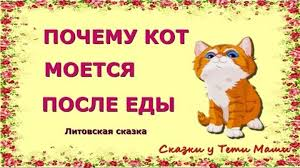 ПОЧЕМУ КОТ
МОЕТСЯ
ПОСЛЕ ЕДЫ
Литовская сказка
Сказки у Тети Маши